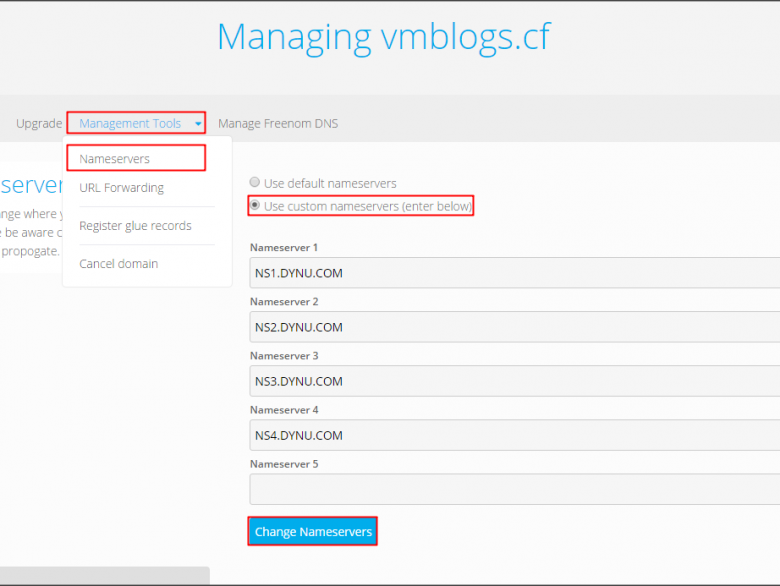 Managing vmblogs.cf
Upgrade Management Tools Manage Freenom DNS
Nameservers
URL Forwarding
Register glue records
Cancel domain
server
ange where y
e be aware
propogate.
Use default nameservers
Use custom nameservers (enter below)
Nameserver 1
NS1.DYNU.COM
Nameserver 2
NS2.DYNU.COM
Nameserver 3
NS3.DYNU.COM
Nameserver 4
NS4.DYNU.COM
Nameserver 5
Change Nameservers